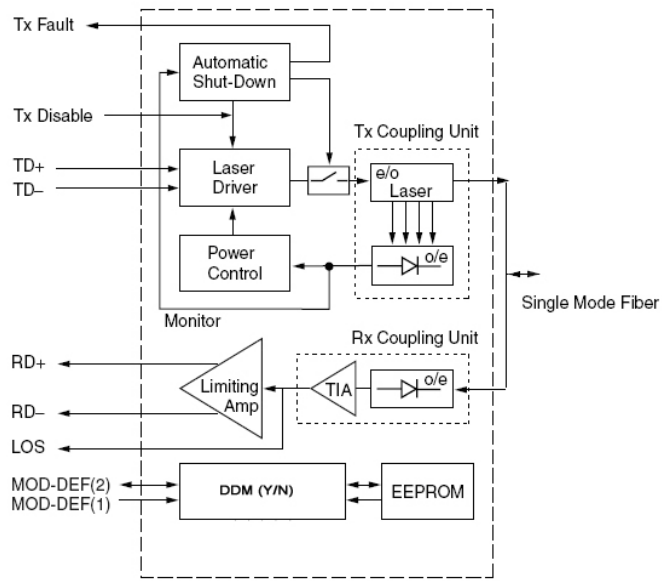 Tx Fault
Automatic
Shut-Down
Tx Disable
Tx Coupling Unit
TD+
TD–
Laser
Driver
e/o
Laser
Power
Control
o/e
Single Mode Fiber
Monitor
Rx Coupling Unit
RD+
Limiting
Amp
TIA
o/e
RD–
LOS
MOD-DEF(2)
MOD-DEF(1)
DDM (Y/N)
EEPROM